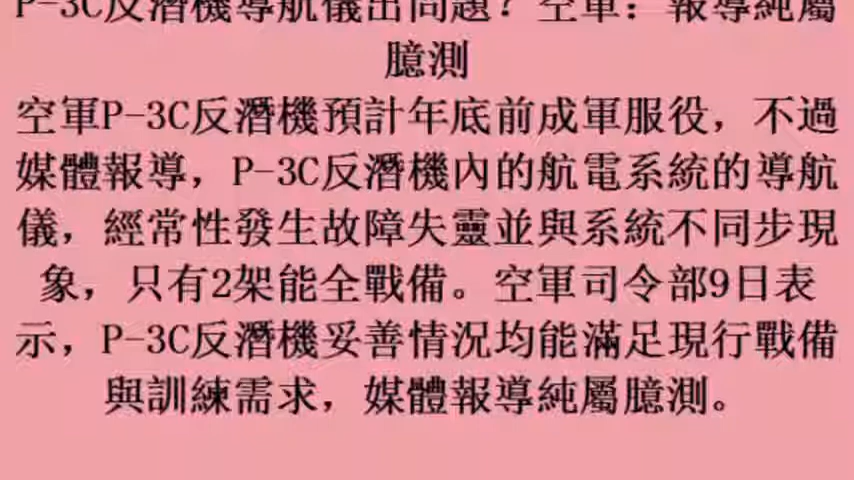 P-3C反潛機導航儀出問題？空軍：報導純屬
臆測
空軍P-3C反潛機預計年底前成軍服役，不過
媒體報導，P-3C反潛機內的航電系統的導航
儀，經常性發生故障失靈並與系統不同步現
象，只有2架能全戰備。空軍司令部9日表
示，P-3C反潛機妥善情況均能滿足現行戰備
與訓練需求，媒體報導純屬臆測。